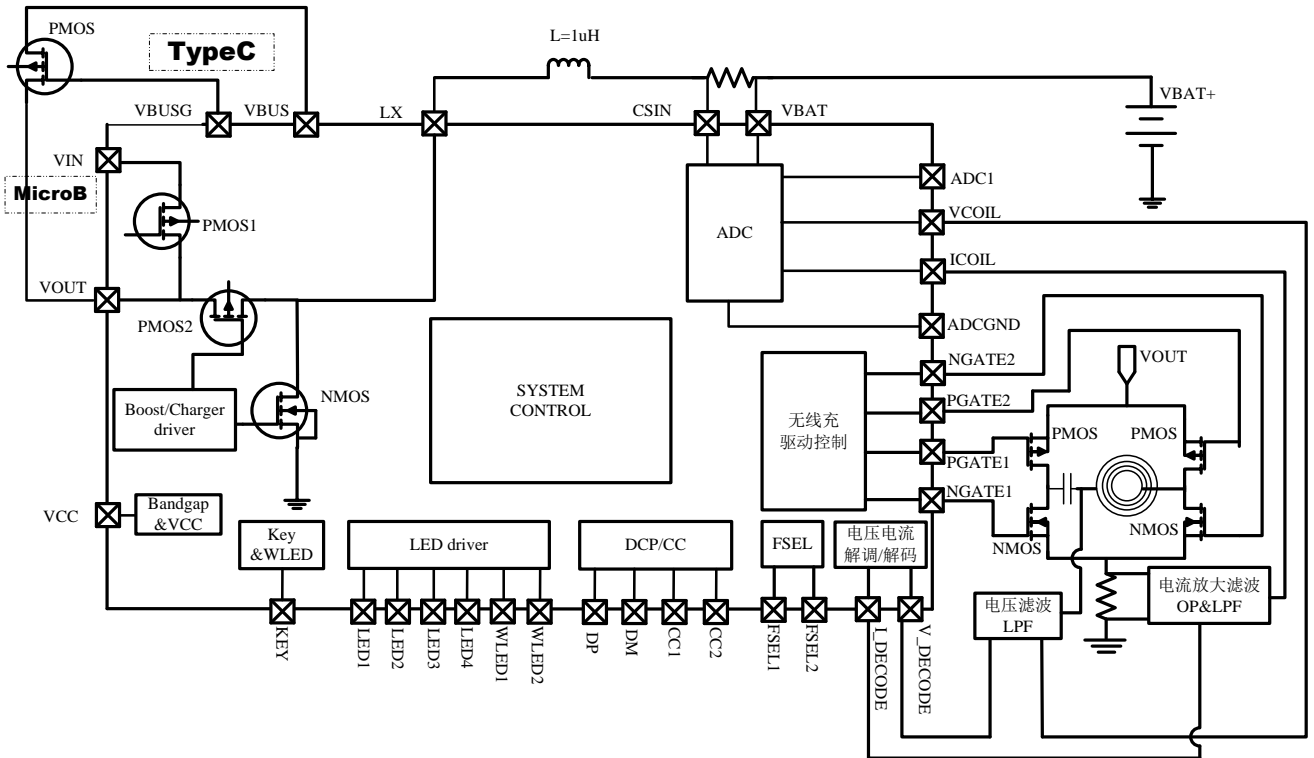 PMOS
TypeC
L=1uH
VBUSG
VBUS
LX
CSIN
VBAT
VBAT+
VIN
MicroB
PMOS1
ADC
ADC1
VCOIL
ICOIL
ADCGND
VOUT
PMOS2
NMOS
Boost/Charger
driver
SYSTEM
CONTROL
无线充
驱动控制
NGATE2
PGATE2
PGATE1
NGATE1
VOUT
PMOS
PMOS
NMOS
NMOS
VCC
Bandgap
&VCC
Key
&WLED
LED driver
DCP/CC
FSEL
电压电流
解调/解码
电压滤波
LPF
电流放大滤波
OP&LPF
KEY
LED1
LED2
LED3
LED4
WLED1
WLED2
DP
DM
CC1
CC2
FSEL1
FSEL2
I_DECODE
V_DECODE